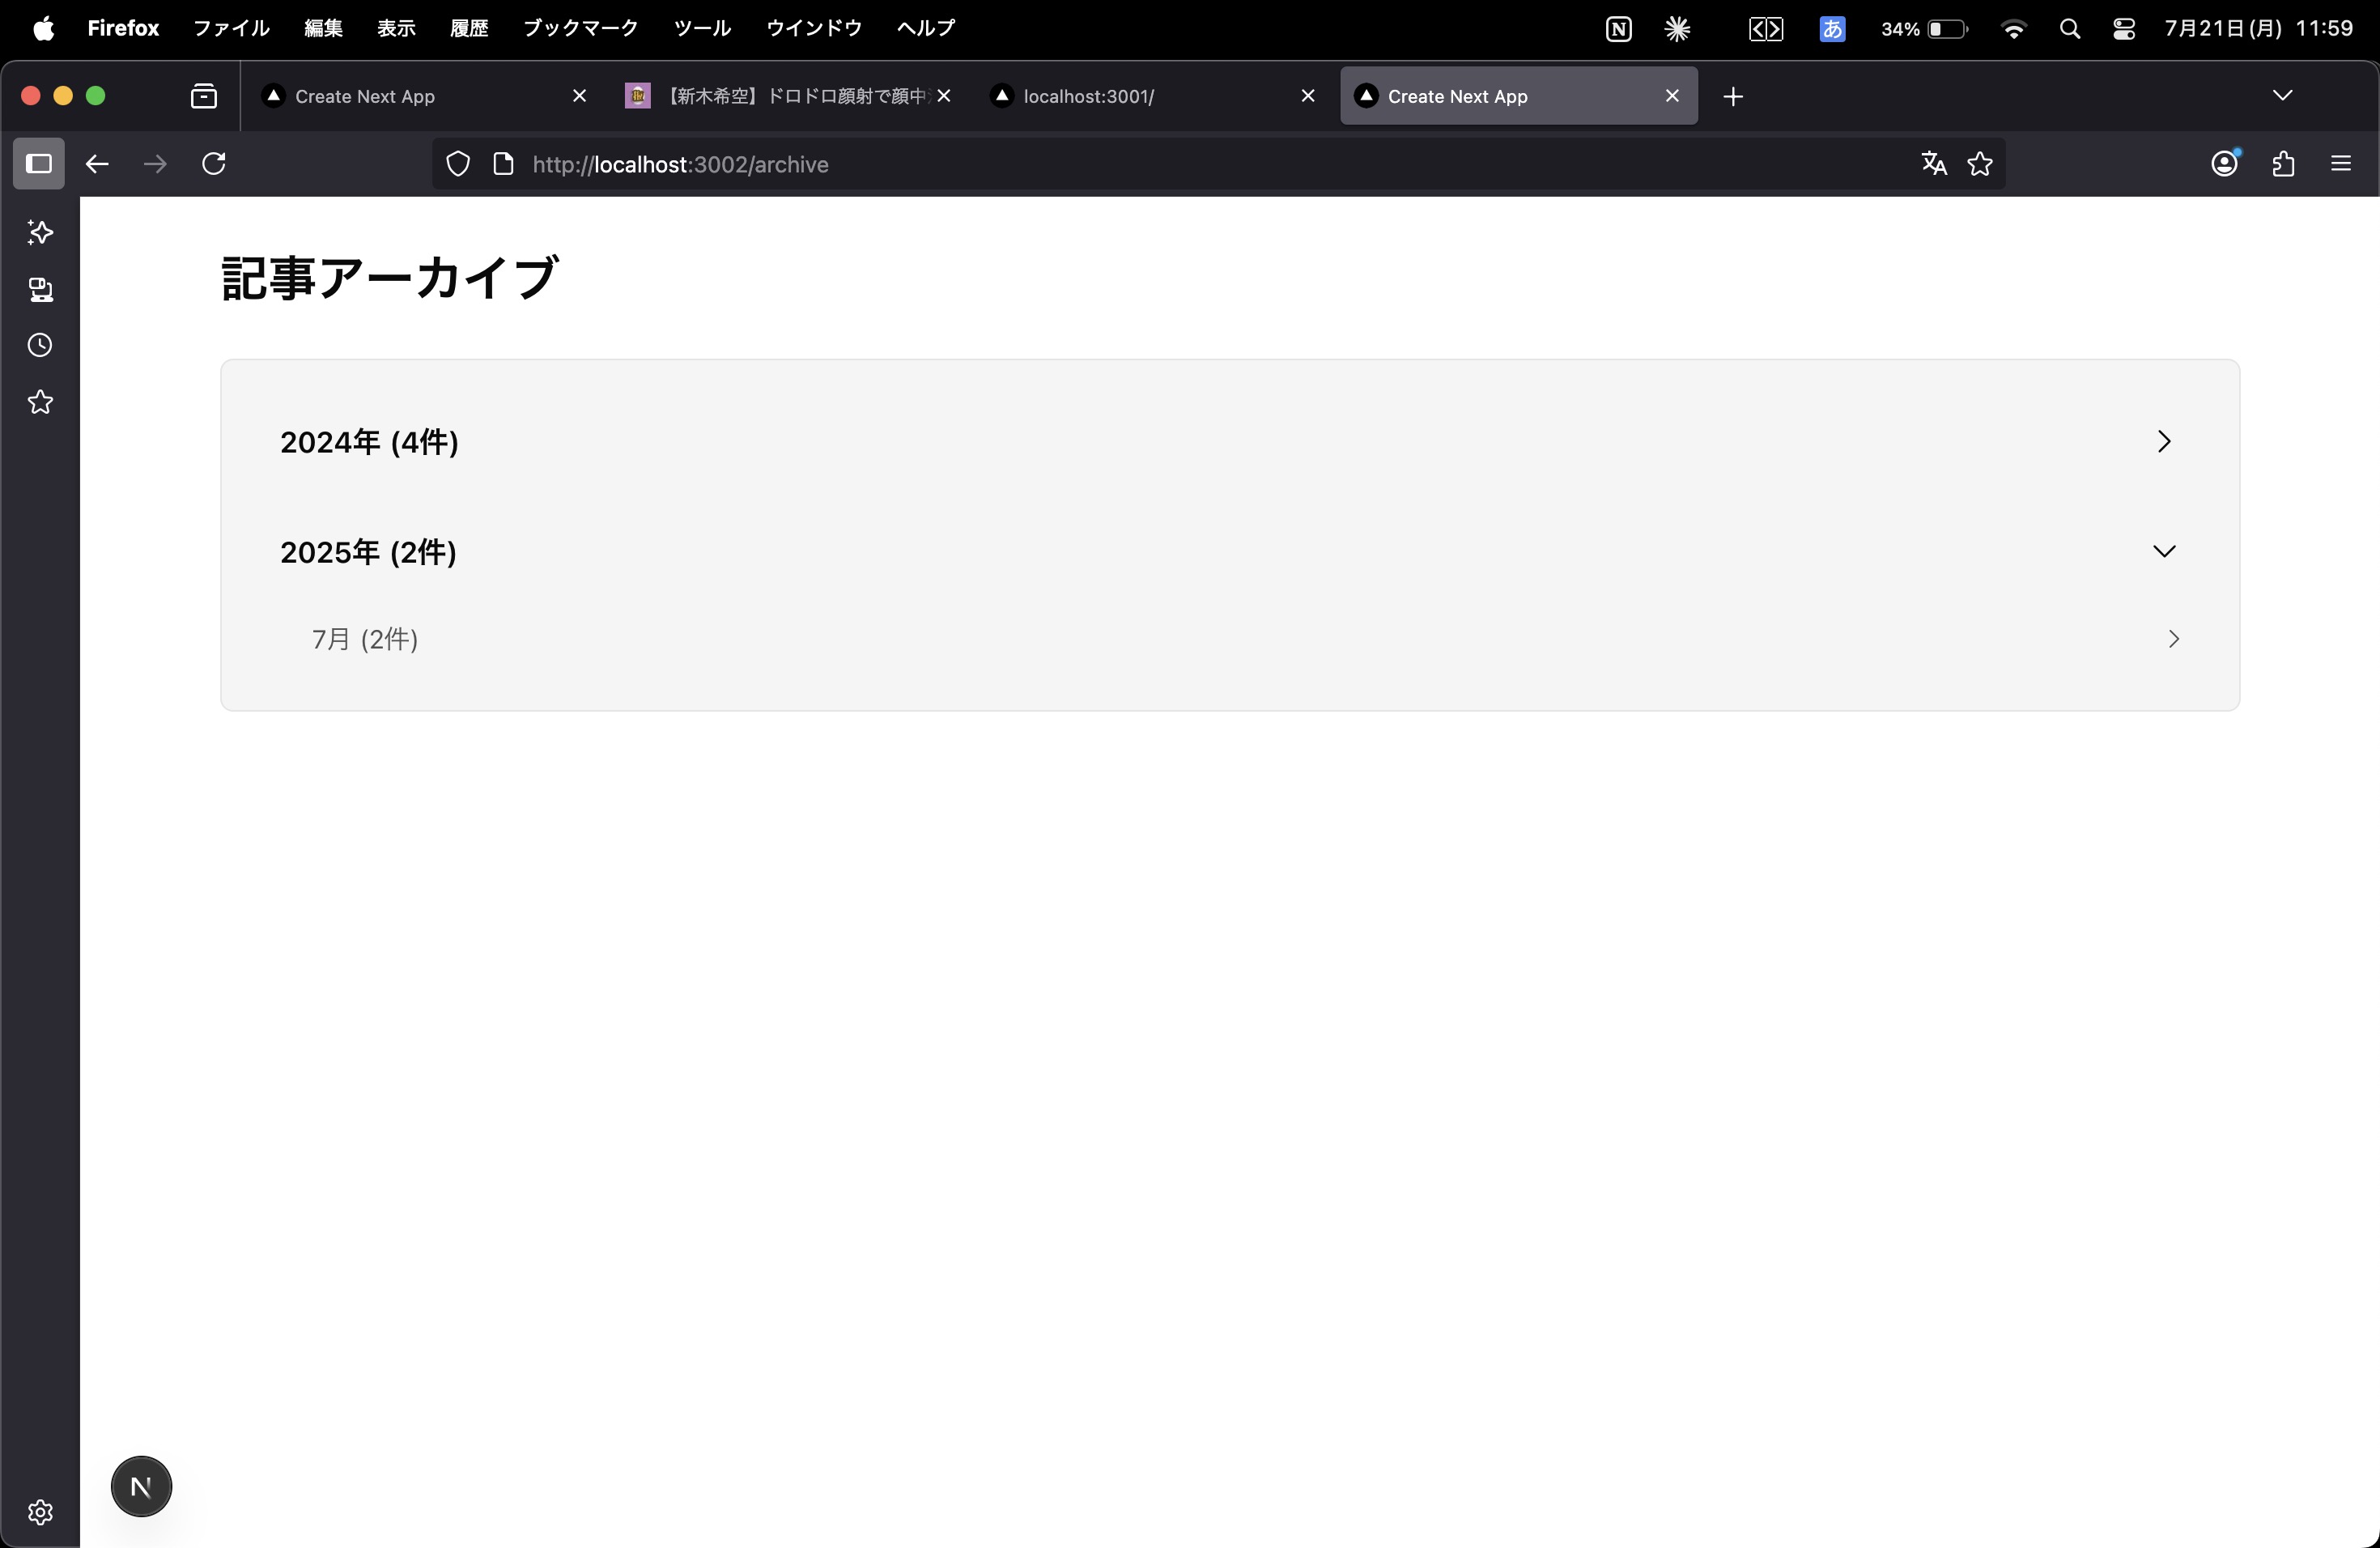 Firefox ファイル 編集 表示 履歴 ブックマーク ツール ウインドウ ヘルプ N あ 34% 7月21日(月) 11:59
Create Next App 【新木希空】ドロドロ顔射で顔中 localhost:3001/ Create Next App
http://localhost:3002/archive
記事アーカイブ
2024年 (4件)
2025年 (2件)
7月 (2件)
N